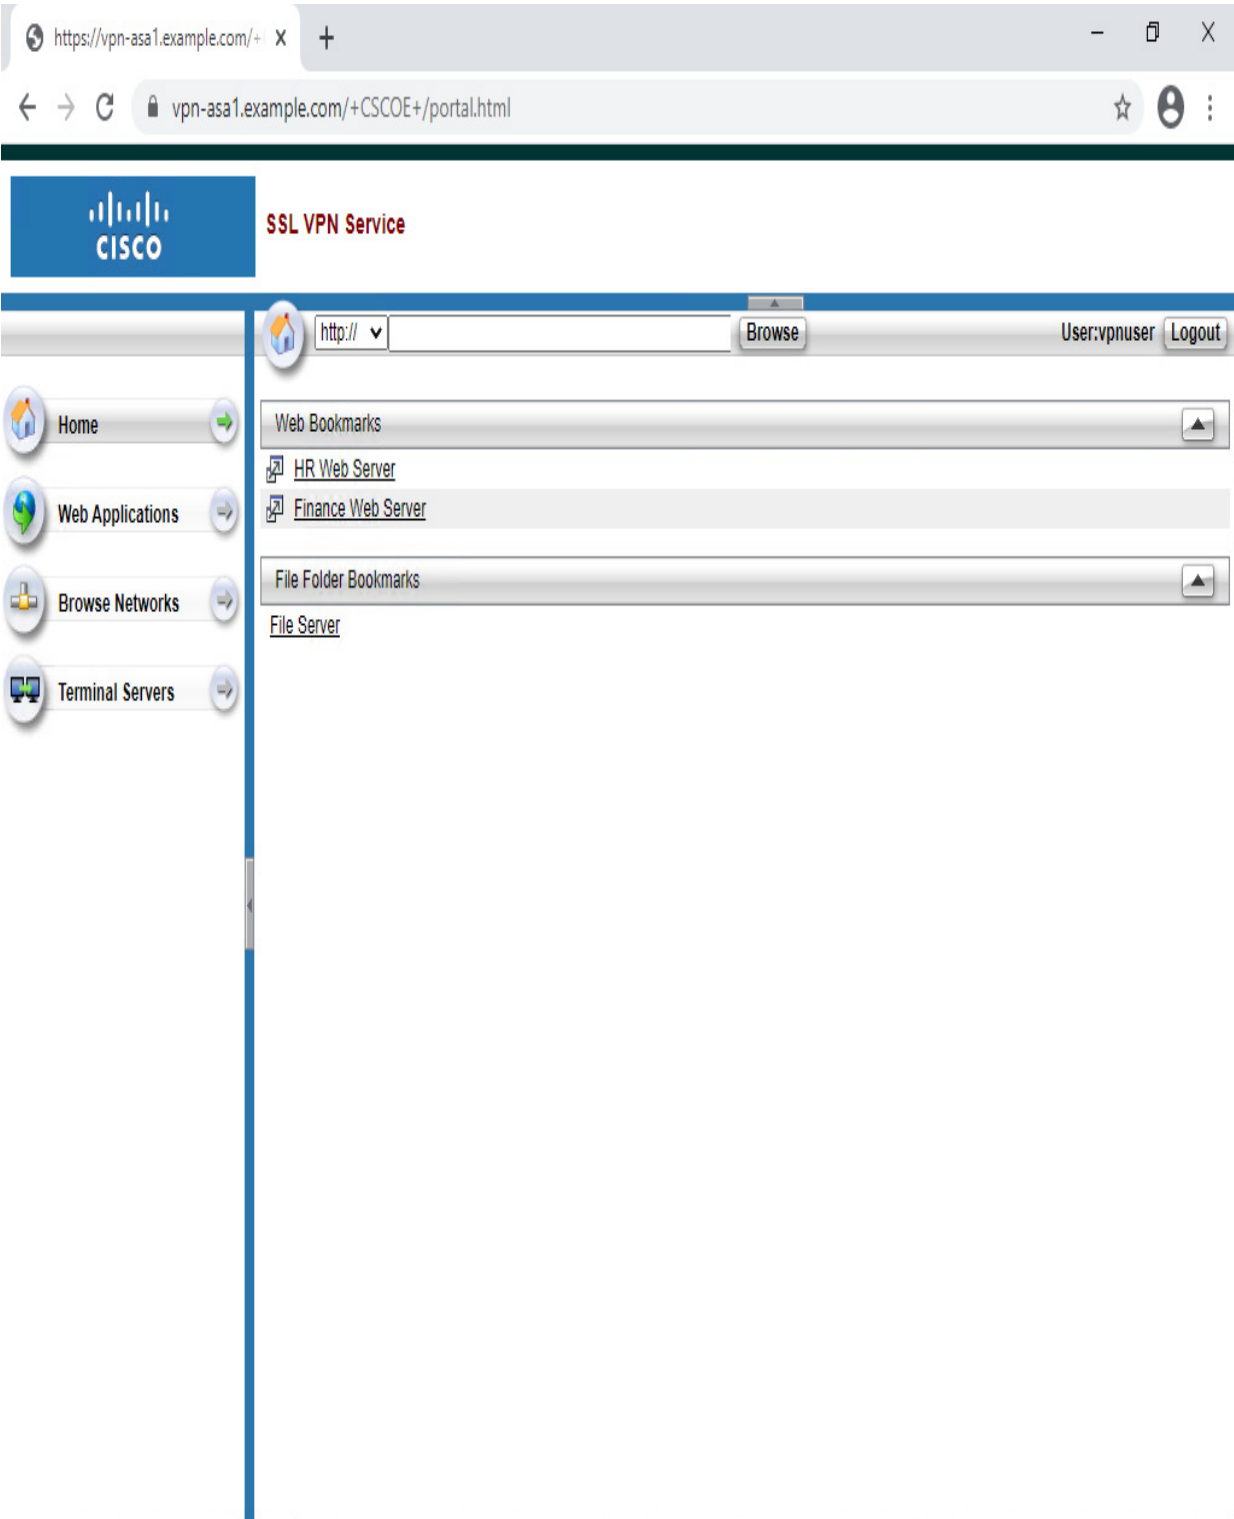 https://vpn-asa1.example.com/+
vpn-asa1.example.com/+CSCOE+/portal.html
CISCO
SSL VPN Service
http://
Browse
User:vpnuser
Logout
Home
Web Applications
Browse Networks
Terminal Servers
Web Bookmarks
HR Web Server
Finance Web Server
File Folder Bookmarks
File Server